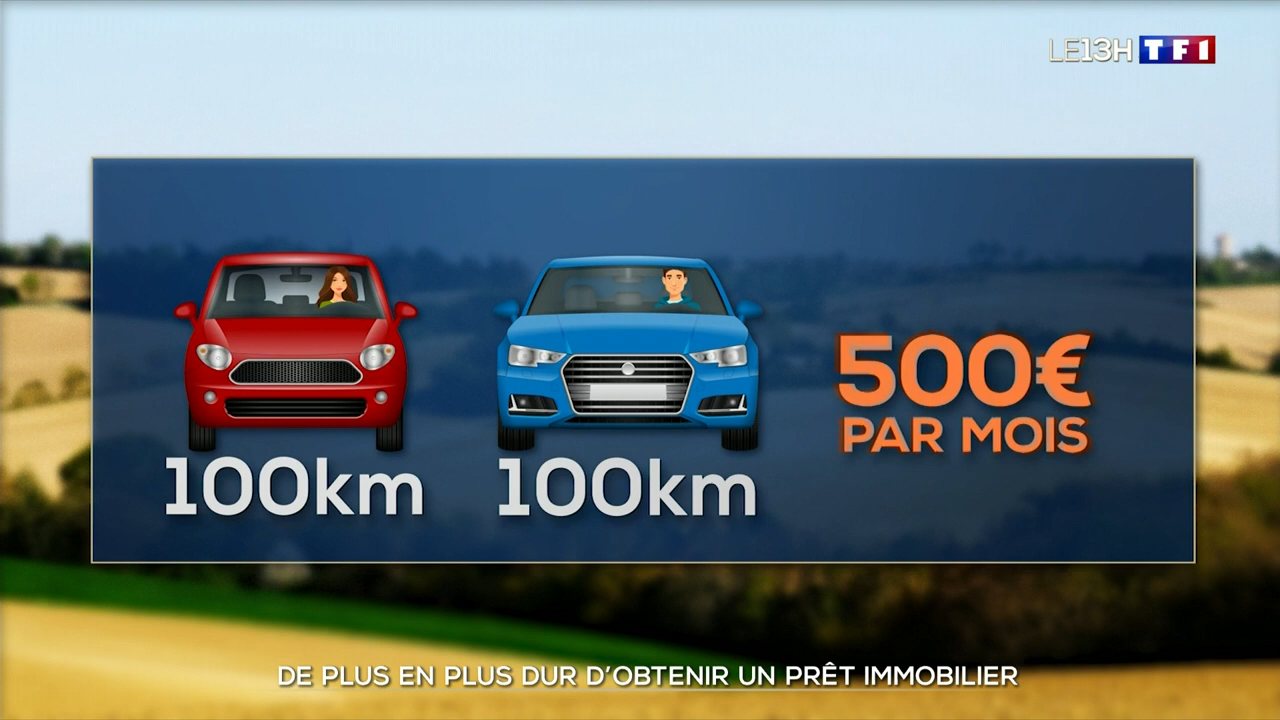 LE13H TF1
100km
100km
500€
PAR MOIS
DE PLUS EN PLUS DUR D'OBTENIR UN PRÊT IMMOBILIER